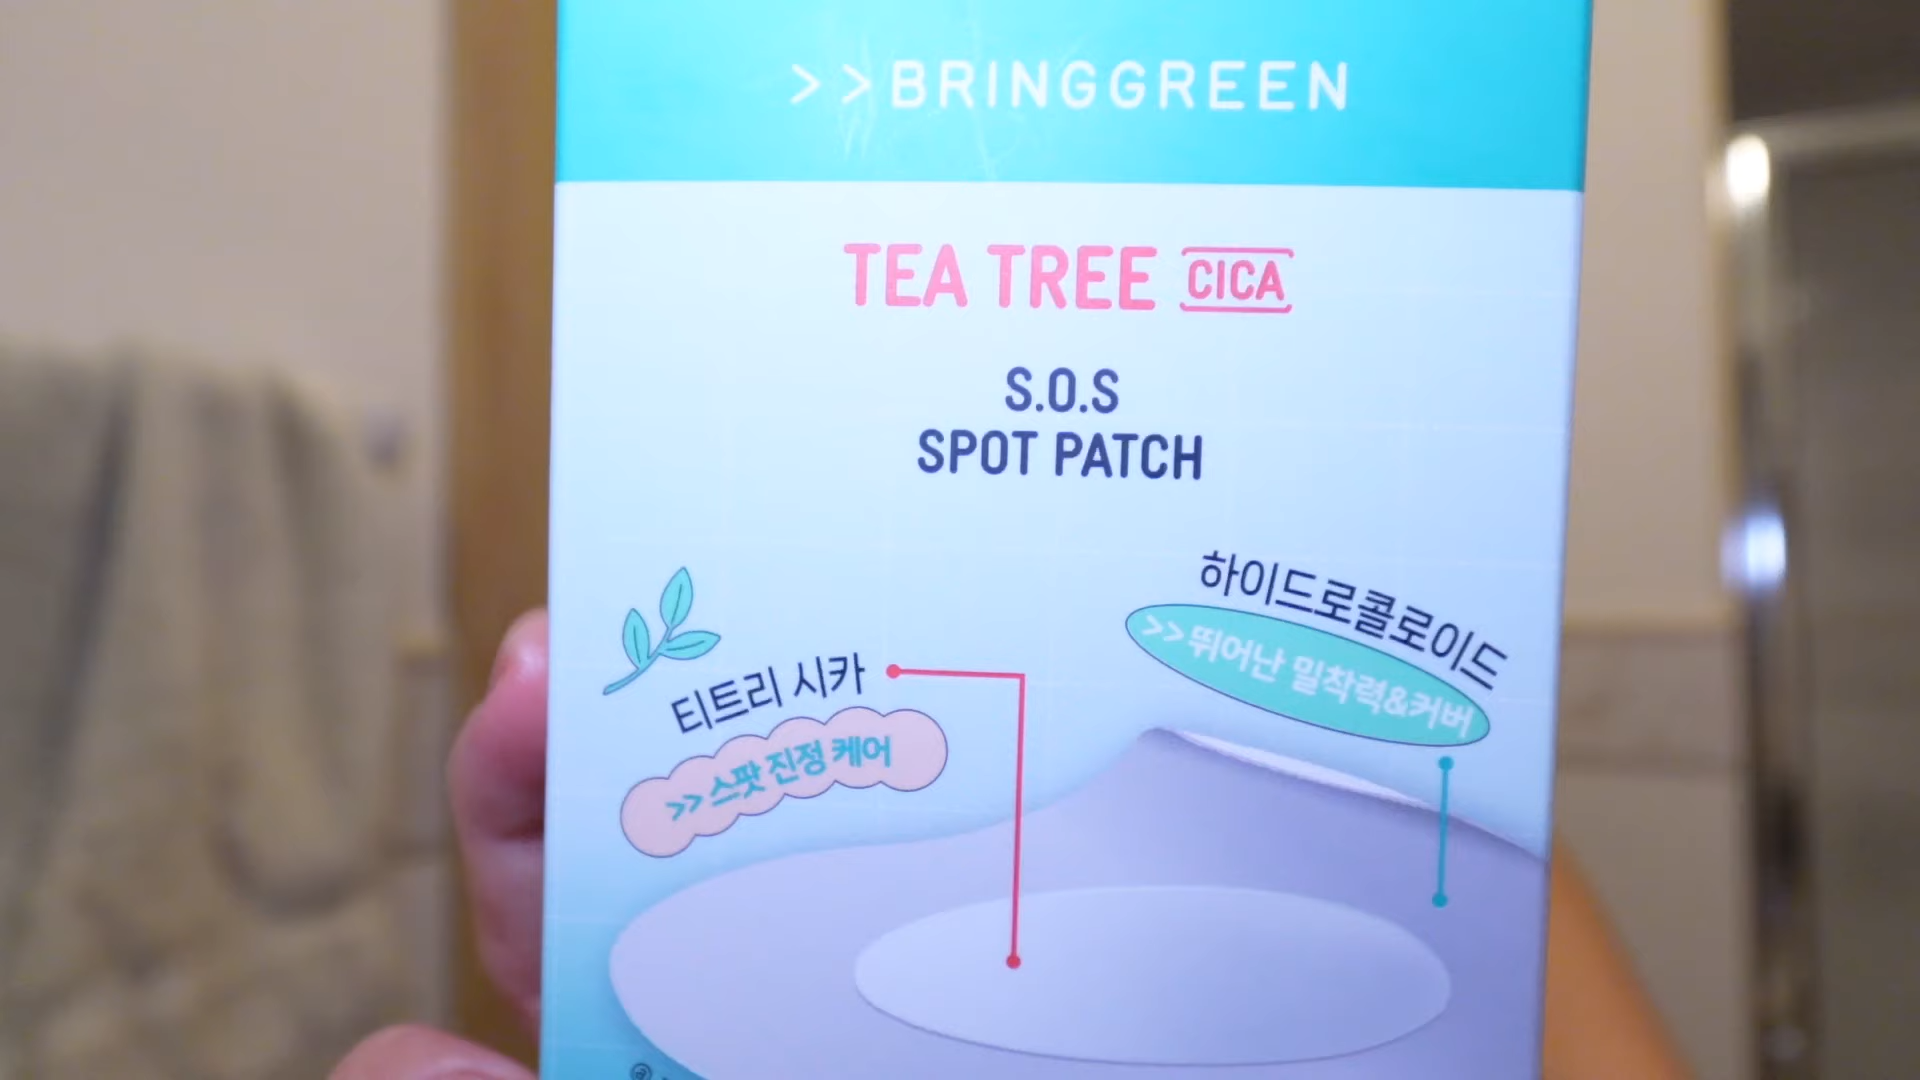 >>BRINGGREEN
TEA TREE CICA
S.O.S
SPOT PATCH
하이드로콜로이드
>> 뛰어난 밀착력&커버
티트리 시카
>> 스팟 진정 케어